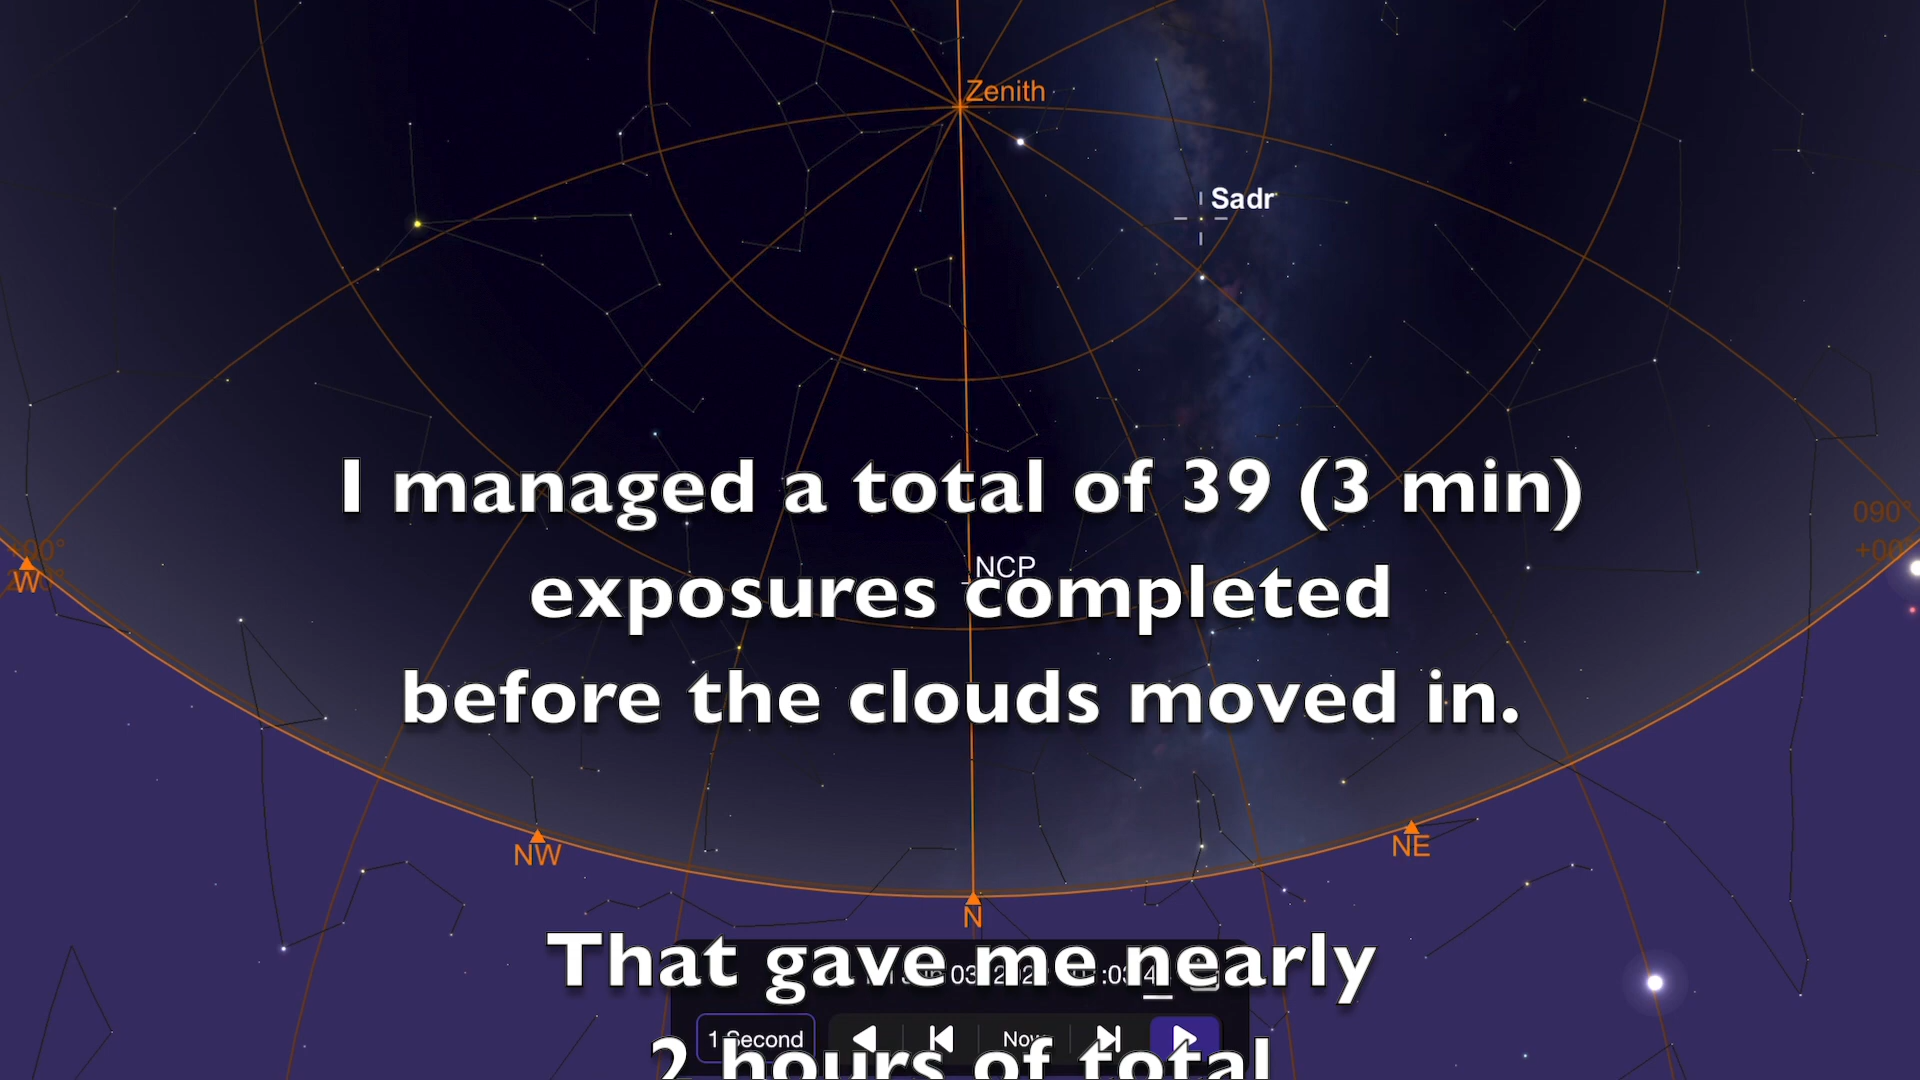 Zenith
Sadr
I managed a total of 39 (3 min)
090°
NCP
+00°
W
exposures completed
before the clouds moved in.
NW
NE
N
That gave me nearly
1 Second
Now
2 hours of total